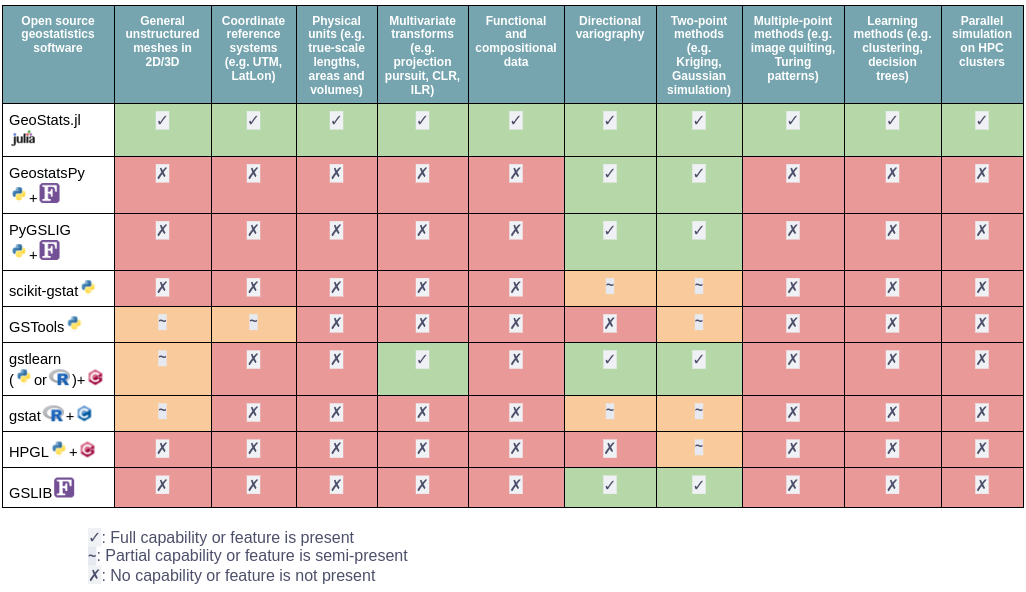 Open source geostatistics software
General unstructured meshes in 2D/3D
Coordinate reference systems (e.g. UTM, LatLon)
Physical units (e.g. true-scale lengths, areas and volumes)
Multivariate transforms (e.g. projection pursuit, CLR, ILR)
Functional and compositional data
Directional variography
Two-point methods (e.g. Kriging, Gaussian simulation)
Multiple-point methods (e.g. image quilting, Turing patterns)
Learning methods (e.g. clustering, decision trees)
Parallel simulation on HPC clusters
GeoStats.jl julia ✓ ✓ ✓ ✓ ✓ ✓ ✓ ✓ ✓ ✓
GeostatsPy + F ✗ ✗ ✗ ✗ ✗ ✓ ✓ ✗ ✗ ✗
PyGSLIG + F ✗ ✗ ✗ ✗ ✗ ✓ ✓ ✗ ✗ ✗
scikit-gstat ✗ ✗ ✗ ✗ ✗ ~ ~ ✗ ✗ ✗
GSTools ~ ~ ✗ ✗ ✗ ✗ ~ ✗ ✗ ✗
gstlearn ( or R )+ C ~ ✗ ✗ ✓ ✗ ✓ ✓ ✗ ✗ ✗
gstat R + C ~ ✗ ✗ ✗ ✗ ~ ~ ✗ ✗ ✗
HPGL + C ✗ ✗ ✗ ✗ ✗ ✗ ~ ✗ ✗ ✗
GSLIB F ✗ ✗ ✗ ✗ ✗ ✓ ✓ ✗ ✗ ✗
✓: Full capability or feature is present
~: Partial capability or feature is semi-present
✗: No capability or feature is not present